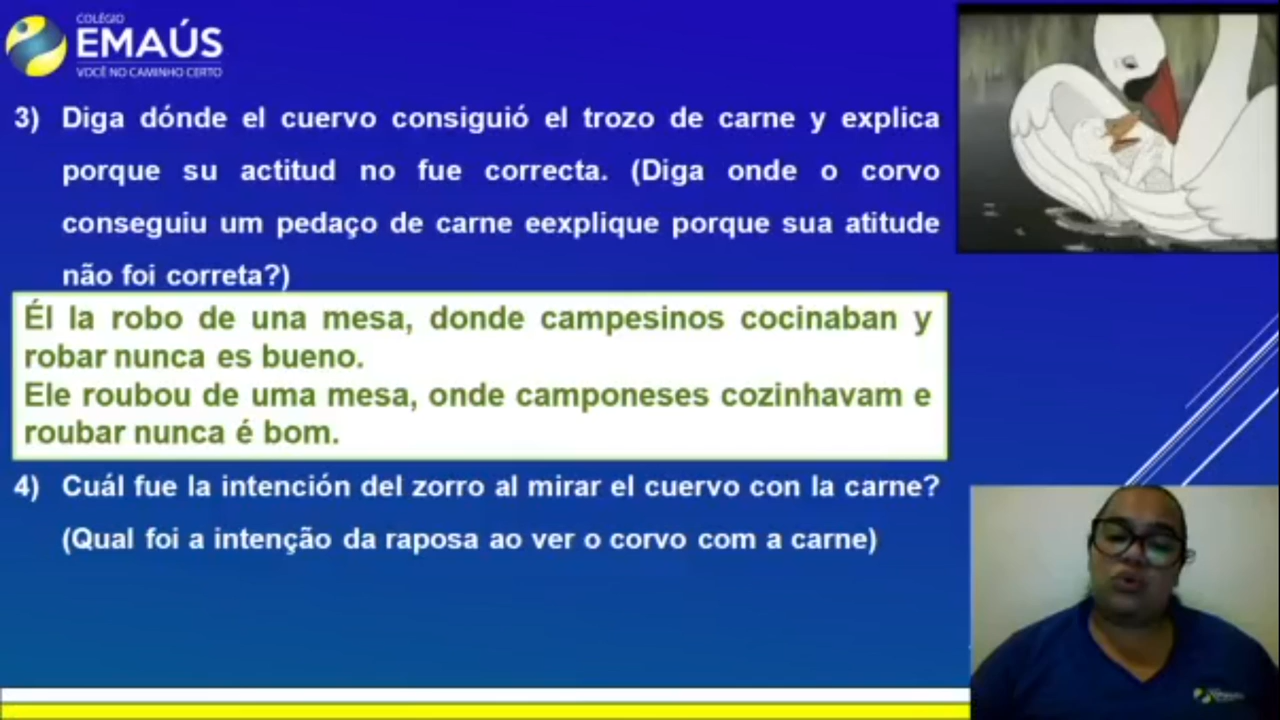 COLÉGIO
EMAÚS
VOCÊ NO CAMINHO CERTO
3) Diga dónde el cuervo consiguió el trozo de carne y explica
porque su actitud no fue correcta. (Diga onde o corvo
conseguiu um pedaço de carne eexplique porque sua atitude
não foi correta?)
Él la robo de una mesa, donde campesinos cocinaban y
robar nunca es bueno.
Ele roubou de uma mesa, onde camponeses cozinhavam e
roubar nunca é bom.
4) Cuál fue la intención del zorro al mirar el cuervo con la carne?
(Qual foi a intenção da raposa ao ver o corvo com a carne)